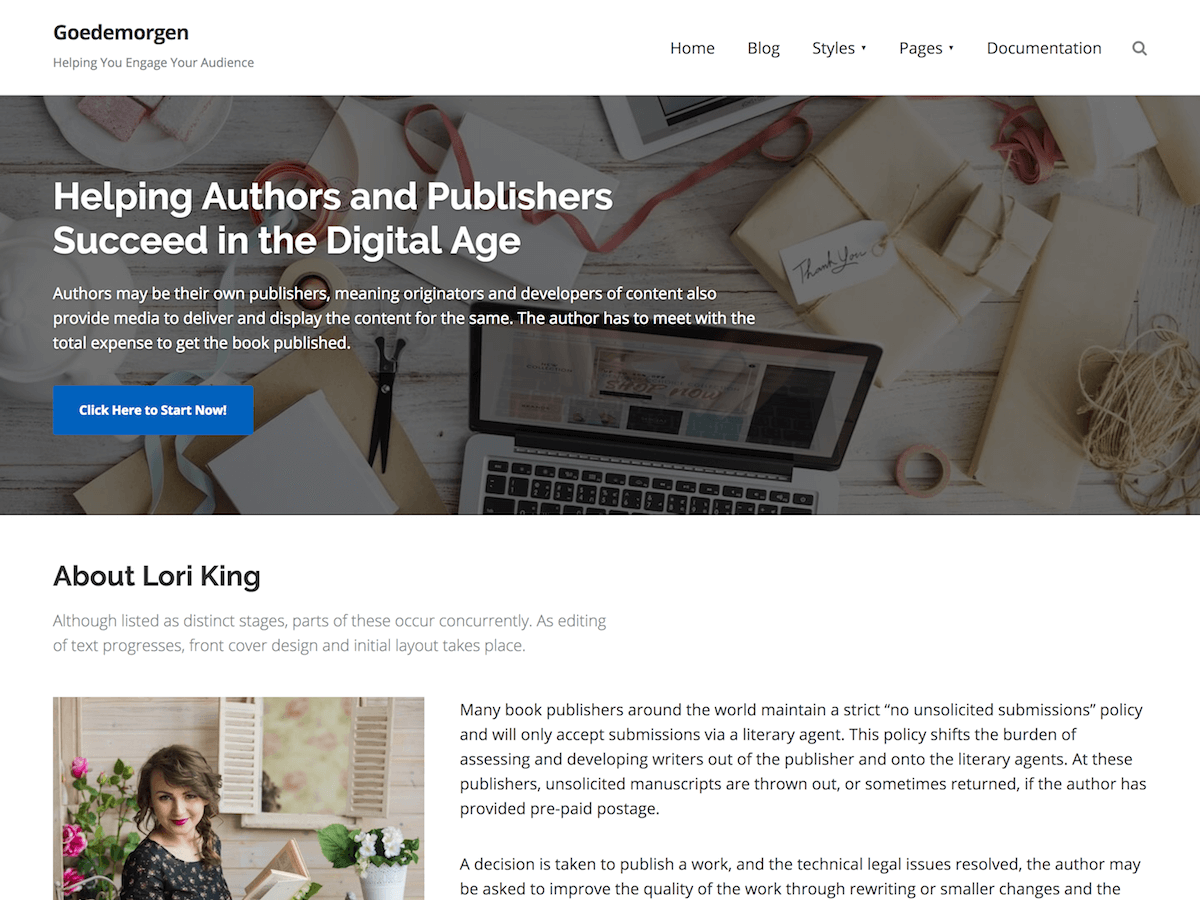 Goedemorgen
Helping You Engage Your Audience
Home Blog Styles Pages Documentation
Helping Authors and Publishers
Succeed in the Digital Age
Authors may be their own publishers, meaning originators and developers of content also
provide media to deliver and display the content for the same. The author has to meet with the
total expense to get the book published.
Thank You
Click Here to Start Now!
About Lori King
Although listed as distinct stages, parts of these occur concurrently. As editing
of text progresses, front cover design and initial layout takes place.
Many book publishers around the world maintain a strict “no unsolicited submissions” policy
and will only accept submissions via a literary agent. This policy shifts the burden of
assessing and developing writers out of the publisher and onto the literary agents. At these
publishers, unsolicited manuscripts are thrown out, or sometimes returned, if the author has
provided pre-paid postage.
A decision is taken to publish a work, and the technical legal issues resolved, the author may
be asked to improve the quality of the work through rewriting or smaller changes and the